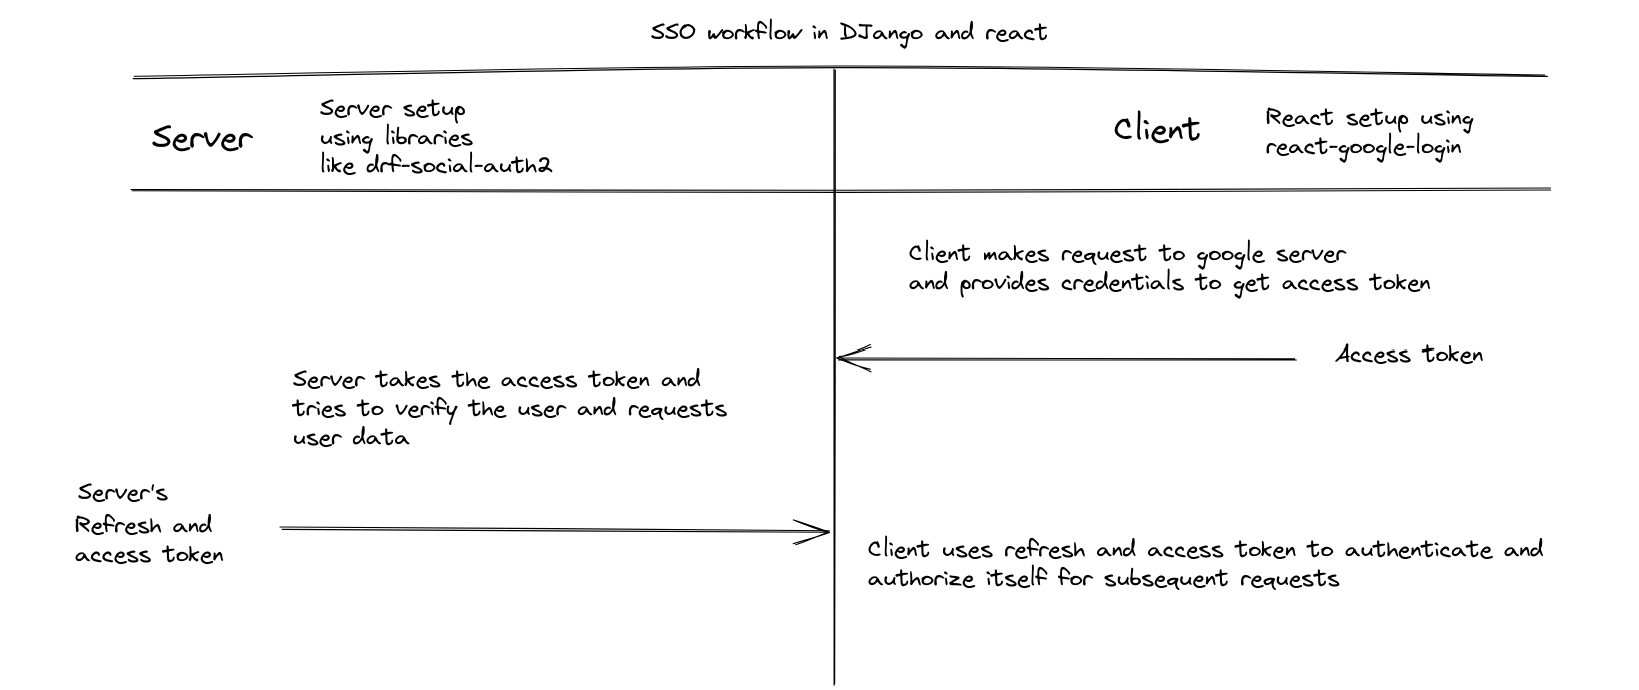 SSO workflow in DJango and react
Server
Server setup
using libraries
like drf-social-auth2
Client
React setup using
react-google-login
Client makes request to google server
and provides credentials to get access token
Access token
Server takes the access token and
tries to verify the user and requests
user data
Server's
Refresh and
access token
Client uses refresh and access token to authenticate and
authorize itself for subsequent requests